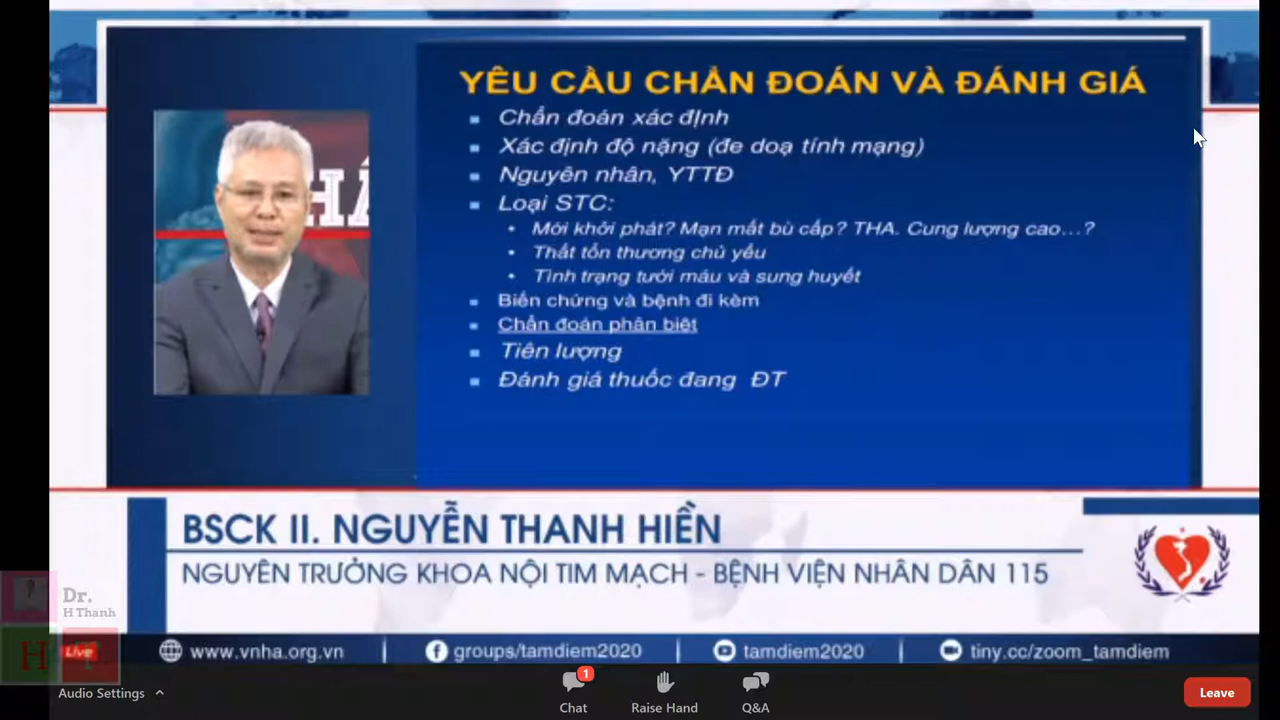 YÊU CẦU CHẨN ĐOÁN VÀ ĐÁNH GIÁ
Chẩn đoán xác định
Xác định độ nặng (đe doạ tính mạng)
Nguyên nhân, YTTĐ
Loại STC:
Mới khởi phát? Mạn mất bù cấp? THA. Cung lượng cao...?
Thất tổn thương chủ yếu
Tình trạng tưới máu và sung huyết
Biến chứng và bệnh đi kèm
Chẩn đoán phân biệt
Tiên lượng
Đánh giá thuốc đang ĐT
BSCK II. NGUYỄN THANH HIỀN
NGUYÊN TRƯỞNG KHOA NỘI TIM MẠCH - BỆNH VIỆN NHÂN DÂN 115
Dr.
H Thanh
H
Live
T
www.vnha.org.vn
groups/tamdiem2020
tamdiem2020
tiny.cc/zoom_tamdiem
Audio Settings
1
Chat
Raise Hand
Q&A
Leave